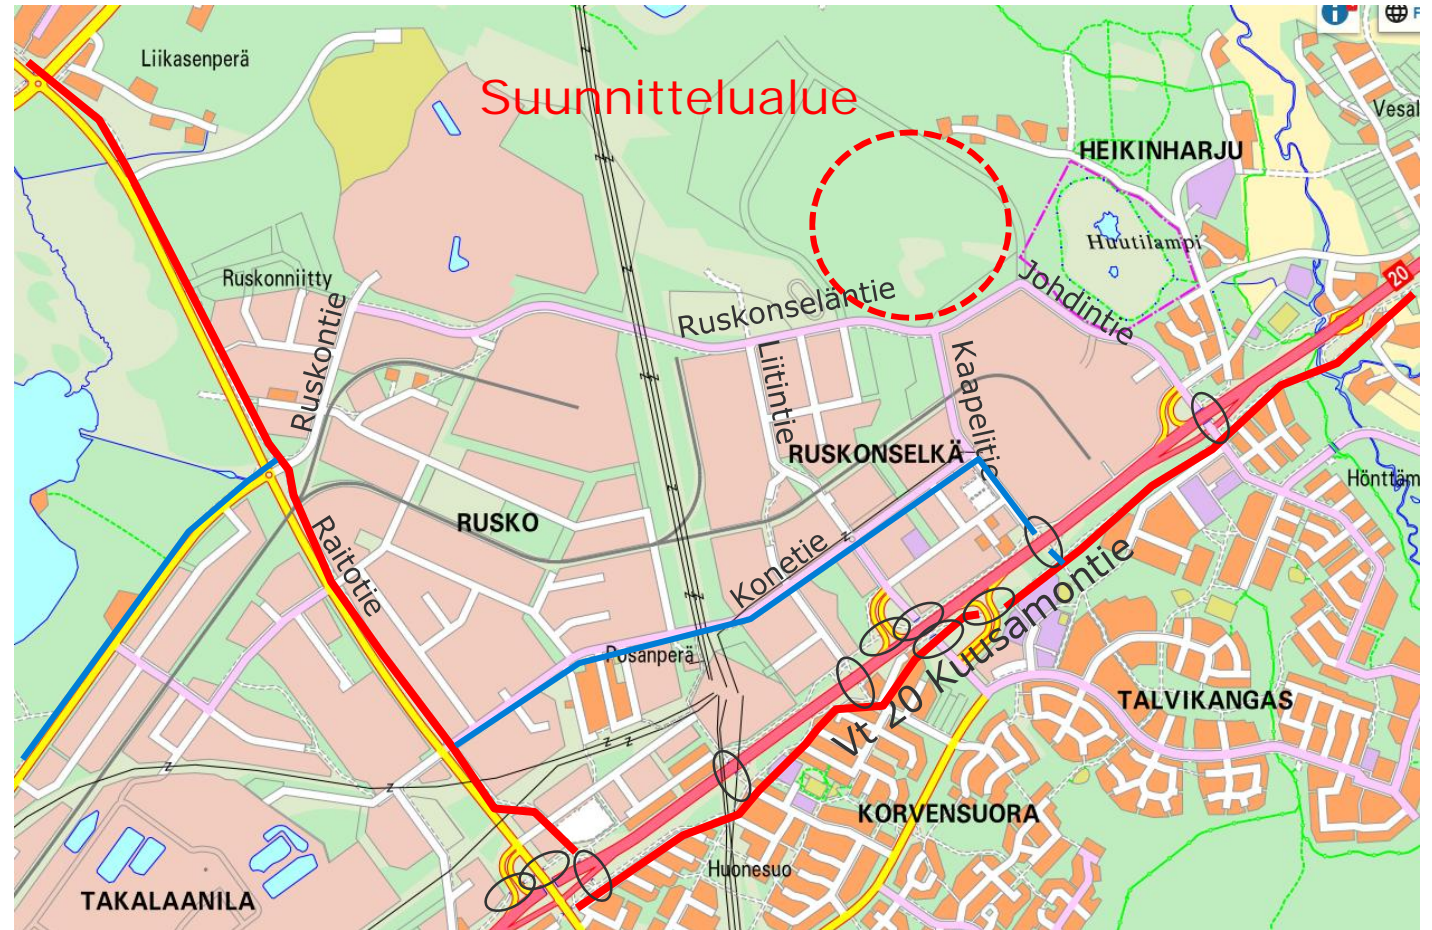 F
Liikasenperä
Suunnittelualue
Vesal
HEIKINHARJU
Huutilampi
20
Ruskonniitty
Johdintie
Ruskonseläntie
Ruskontie
Liitintie
Kaapelitie
RUSKONSELKÄ
Hönttäm
RUSKO
Raitotie
Konetie
Posanperä
Vt 20 Kuusamontie
TALVIKANGAS
KORVENSUORA
Huonesuo
TAKALAANILA